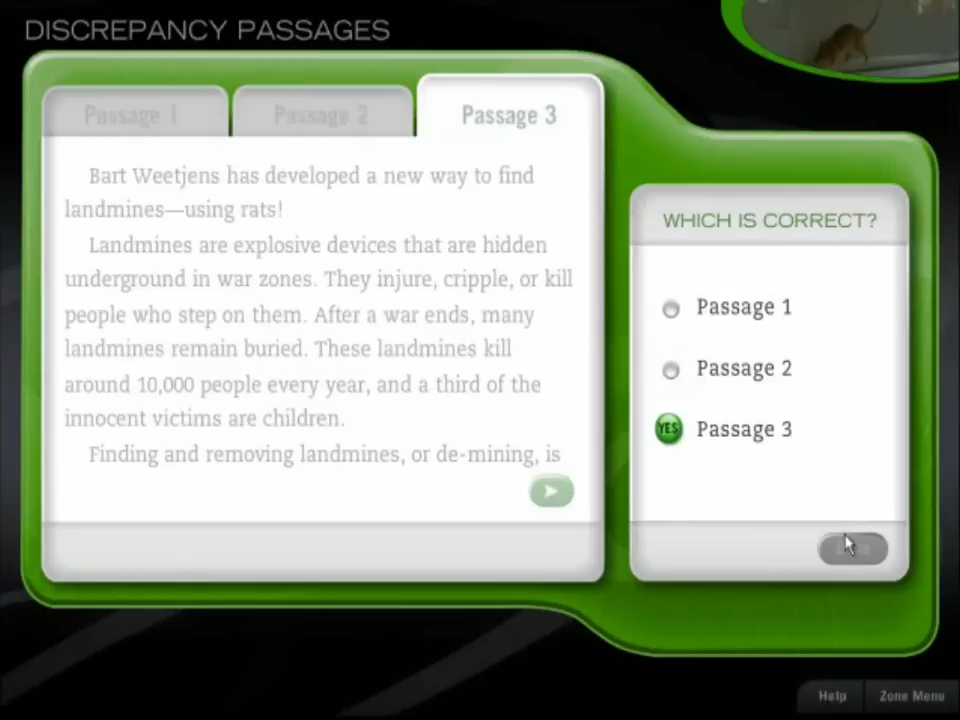 DISCREPANCY PASSAGES
Passage 1
Passage 2
Passage 3
Bart Weetjens has developed a new way to find
landmines—using rats!
Landmines are explosive devices that are hidden
underground in war zones. They injure, cripple, or kill
people who step on them. After a war ends, many
landmines remain buried. These landmines kill
around 10,000 people every year, and a third of the
innocent victims are children.
Finding and removing landmines, or de-mining, is
WHICH IS CORRECT?
Passage 1
Passage 2
YES Passage 3
Help
Zone Menu